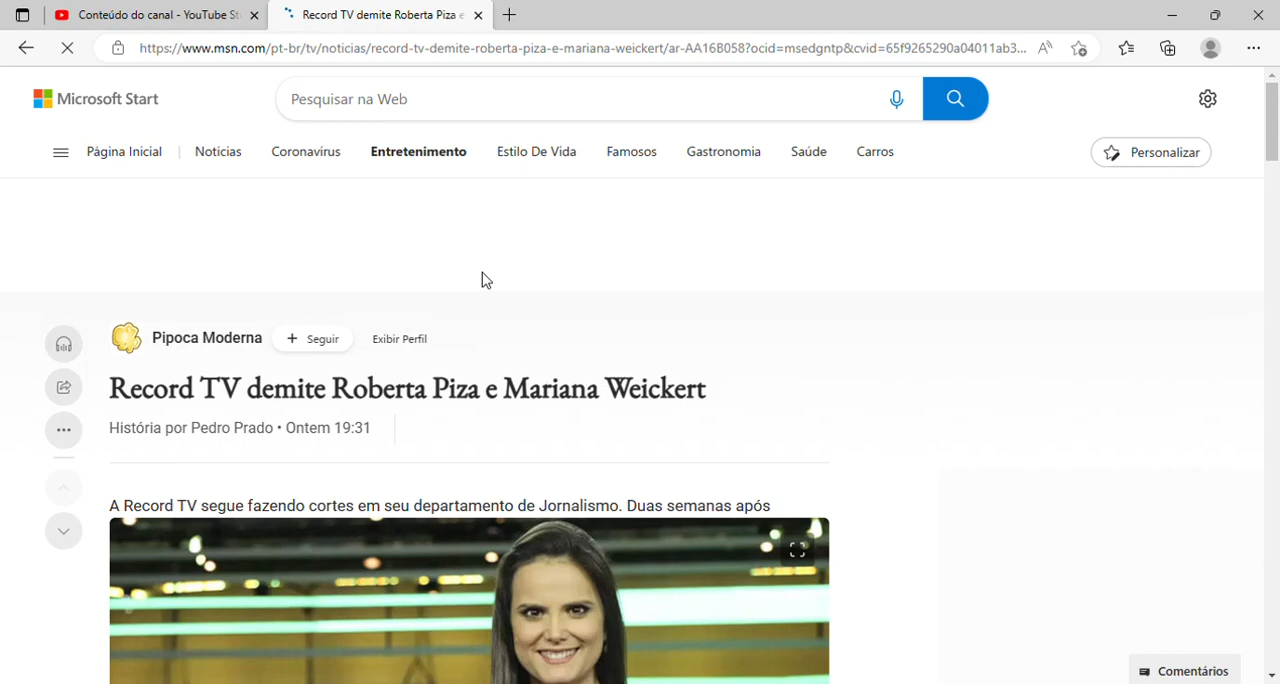 Conteúdo do canal - YouTube St
Record TV demite Roberta Piza e
https://www.msn.com/pt-br/tv/noticias/record-tv-demite-roberta-piza-e-mariana-weickert/ar-AA16B058?ocid=msedgntp&cvid=65f9265290a04011ab3...
Microsoft Start
Pesquisar na Web
Página Inicial
Notícias
Coronavírus
Entretenimento
Estilo De Vida
Famosos
Gastronomia
Saúde
Carros
Personalizar
Pipoca Moderna
+ Seguir
Exibir Perfil
Record TV demite Roberta Piza e Mariana Weickert
História por Pedro Prado • Ontem 19:31
A Record TV segue fazendo cortes em seu departamento de Jornalismo. Duas semanas após
Comentários